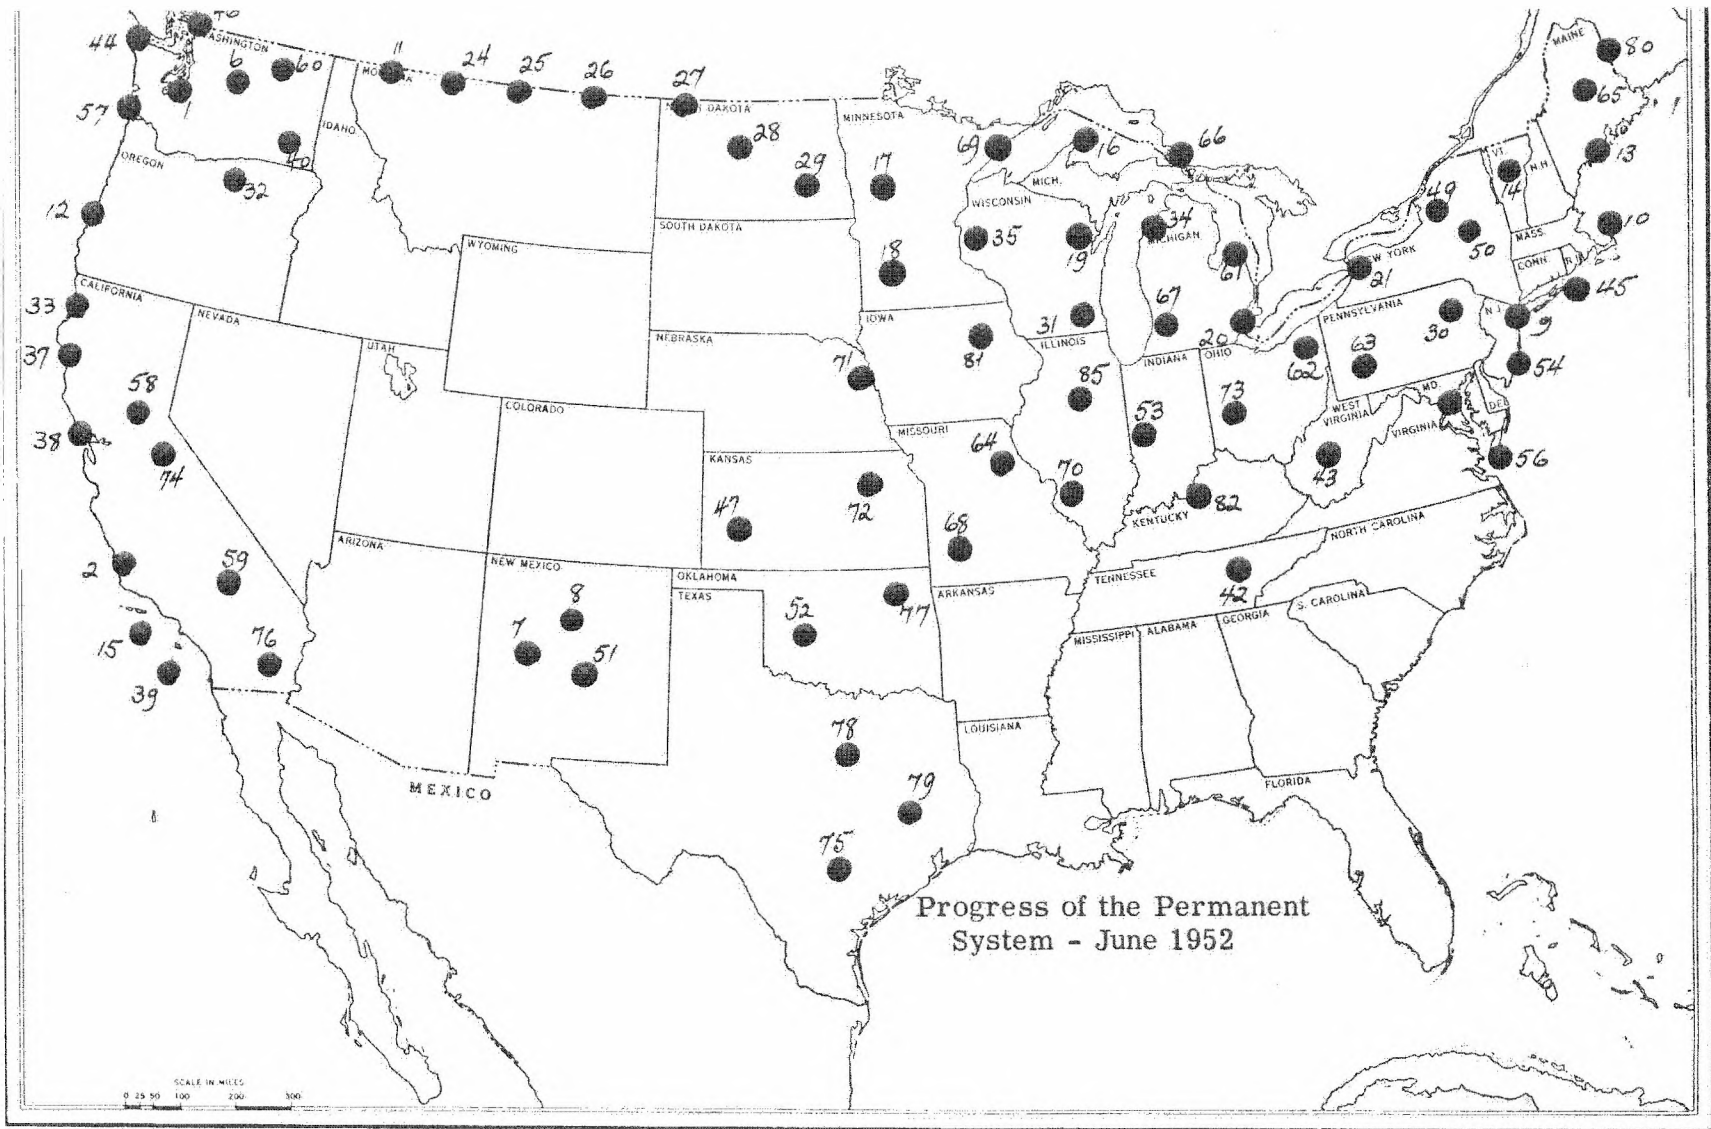 46
44
WASHINGTON
6
60
1
57
40
11
MONTANA
24
25
26
27
NORTH DAKOTA
28
29
MINNESOTA
17
69
16
66
MAINE
80
65
13
IDAHO
OREGON
32
12
VT.
N.H.
14
49
50
10
MICH.
WISCONSIN
35
19
34
MICHIGAN
61
SOUTH DAKOTA
18
WYOMING
MASS.
CONN.
R.I.
NEW YORK
21
45
33
CALIFORNIA
NEVADA
37
IOWA
81
31
ILLINOIS
67
20
OHIO
INDIANA
PENNSYLVANIA
30
N.J.
9
62
63
54
UTAH
NEBRASKA
71
58
38
74
COLORADO
85
53
73
WEST
VIRGINIA
MD.
DEL
VIRGINIA
56
43
MISSOURI
64
KANSAS
47
72
70
68
KENTUCKY
82
2
59
ARIZONA
NEW MEXICO
8
7
51
OKLAHOMA
TEXAS
52
77
ARKANSAS
TENNESSEE
42
NORTH CAROLINA
S. CAROLINA
MISSISSIPPI
ALABAMA
GEORGIA
15
39
76
MEXICO
78
79
75
LOUISIANA
FLORIDA
Progress of the Permanent
System - June 1952
SCALE IN MILES
0 25 50 100 200 300